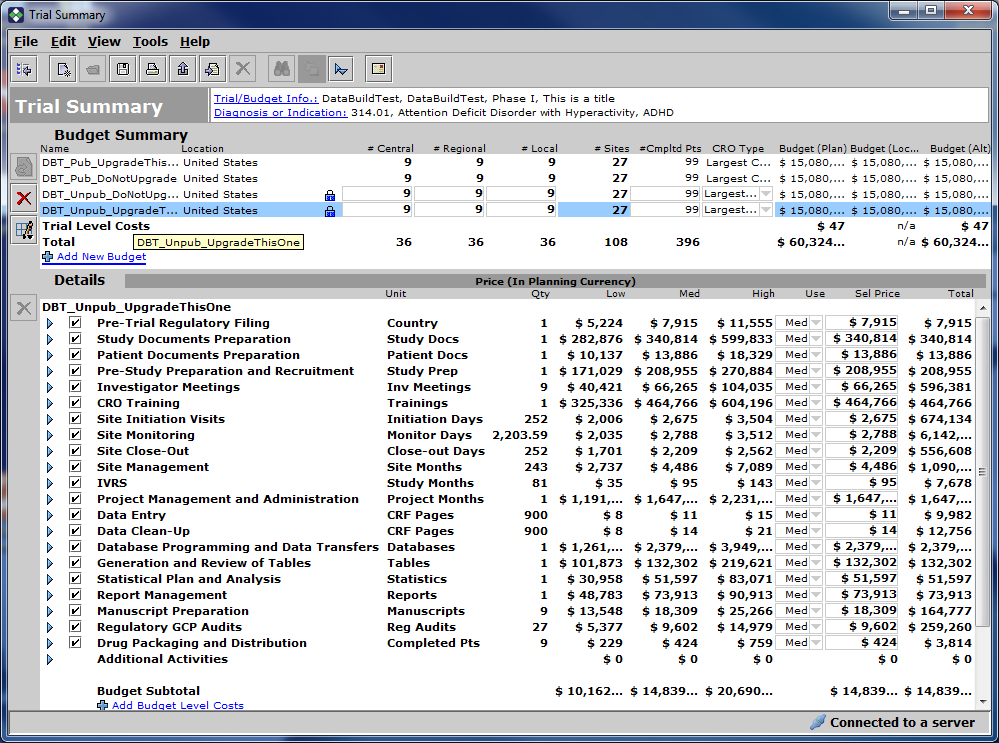 Trial Summary
File Edit View Tools Help
Trial Summary
Trial/Budget Info.: DataBuildTest, DataBuildTest, Phase I, This is a title
Diagnosis or Indication: 314.01, Attention Deficit Disorder with Hyperactivity, ADHD
Budget Summary
Name Location # Central # Regional # Local # Sites #Cmpltd Pts CRO Type Budget (Plan) Budget (Loc... Budget (Alt)
DBT_Pub_UpgradeThis... United States 9 9 9 27 99 Largest C... $ 15,080,... $ 15,080,... $ 15,080,...
DBT_Pub_DoNotUpgrade United States 9 9 9 27 99 Largest C... $ 15,080,... $ 15,080,... $ 15,080,...
DBT_Unpub_DoNotUpg... United States 9 9 9 27 99 Largest... $ 15,080,... $ 15,080,... $ 15,080,...
DBT_Unpub_UpgradeT... United States 9 9 9 27 99 Largest... $ 15,080,... $ 15,080,... $ 15,080,...
Trial Level Costs $ 47 n/a $ 47
Total DBT_Unpub_UpgradeThisOne 36 36 36 108 396 $ 60,324... n/a $ 60,324...
Add New Budget
Details Price (In Planning Currency)
Unit Qty Low Med High Use Sel Price Total
DBT_Unpub_UpgradeThisOne
Pre-Trial Regulatory Filing Country 1 $ 5,224 $ 7,915 $ 11,555 Med $ 7,915 $ 7,915
Study Documents Preparation Study Docs 1 $ 282,876 $ 340,814 $ 599,833 Med $ 340,814 $ 340,814
Patient Documents Preparation Patient Docs 1 $ 10,137 $ 13,886 $ 18,329 Med $ 13,886 $ 13,886
Pre-Study Preparation and Recruitment Study Prep 1 $ 171,029 $ 208,955 $ 270,884 Med $ 208,955 $ 208,955
Investigator Meetings Inv Meetings 9 $ 40,421 $ 66,265 $ 104,035 Med $ 66,265 $ 596,381
CRO Training Trainings 1 $ 325,336 $ 464,766 $ 604,196 Med $ 464,766 $ 464,766
Site Initiation Visits Initiation Days 252 $ 2,006 $ 2,675 $ 3,504 Med $ 2,675 $ 674,134
Site Monitoring Monitor Days 2,203.59 $ 2,035 $ 2,788 $ 3,512 Med $ 2,788 $ 6,142,...
Site Close-Out Close-out Days 252 $ 1,701 $ 2,209 $ 2,562 Med $ 2,209 $ 556,608
Site Management Site Months 243 $ 2,737 $ 4,486 $ 7,089 Med $ 4,486 $ 1,090,...
IVRS Study Months 81 $ 35 $ 95 $ 143 Med $ 95 $ 7,678
Project Management and Administration Project Months 1 $ 1,191,... $ 1,647,... $ 2,231,... Med $ 1,647,... $ 1,647,...
Data Entry CRF Pages 900 $ 8 $ 11 $ 15 Med $ 11 $ 9,982
Data Clean-Up CRF Pages 900 $ 8 $ 14 $ 21 Med $ 14 $ 12,756
Database Programming and Data Transfers Databases 1 $ 1,261,... $ 2,379,... $ 3,949,... Med $ 2,379,... $ 2,379,...
Generation and Review of Tables Tables 1 $ 101,873 $ 132,302 $ 219,621 Med $ 132,302 $ 132,302
Statistical Plan and Analysis Statistics 1 $ 30,958 $ 51,597 $ 83,071 Med $ 51,597 $ 51,597
Report Management Reports 1 $ 48,783 $ 73,913 $ 90,913 Med $ 73,913 $ 73,913
Manuscript Preparation Manuscripts 9 $ 13,548 $ 18,309 $ 25,266 Med $ 18,309 $ 164,777
Regulatory GCP Audits Reg Audits 27 $ 5,377 $ 9,602 $ 14,979 Med $ 9,602 $ 259,260
Drug Packaging and Distribution Completed Pts 9 $ 229 $ 424 $ 759 Med $ 424 $ 3,814
Additional Activities $ 0 $ 0 $ 0 $ 0 $ 0
Budget Subtotal $ 10,162... $ 14,839... $ 20,690... $ 14,839... $ 14,839...
Add Budget Level Costs
Connected to a server